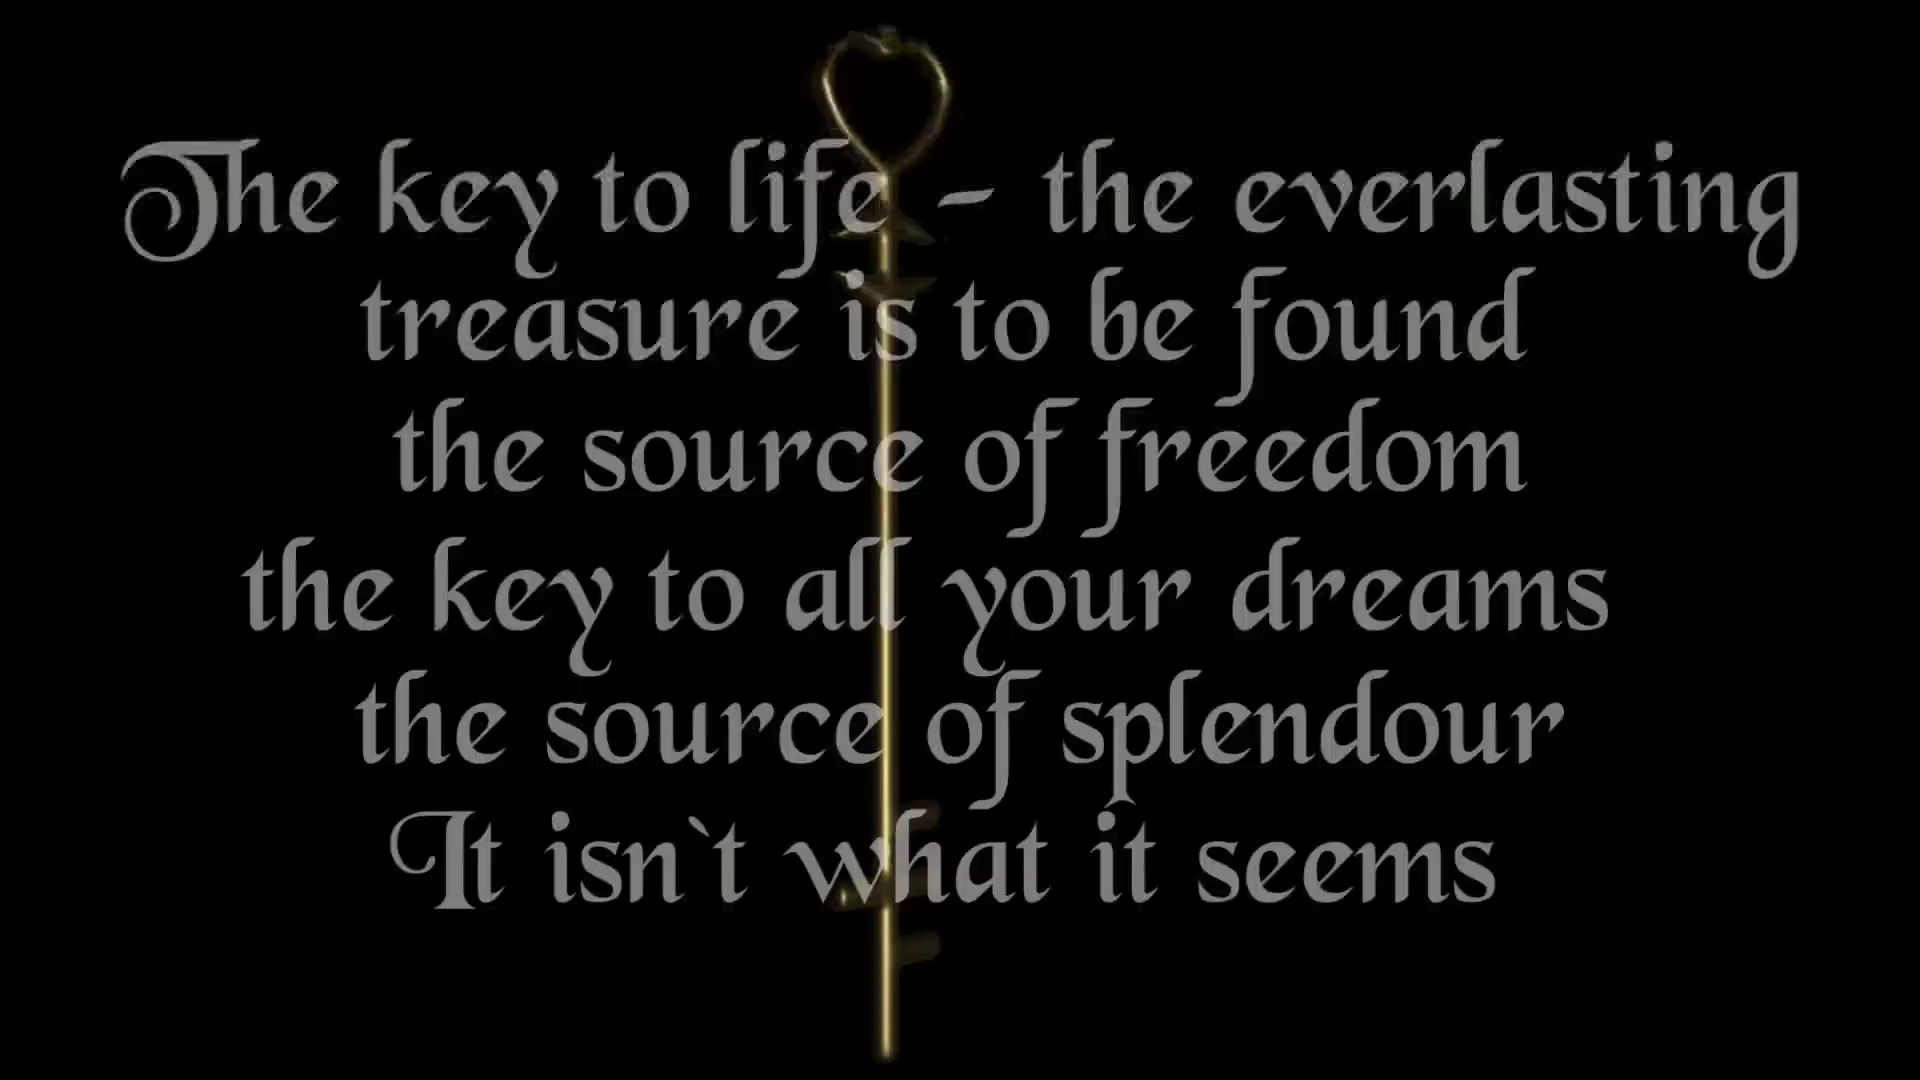 The key to life - the everlasting
treasure is to be found
the source of freedom
the key to all your dreams
the source of splendour
It isn`t what it seems